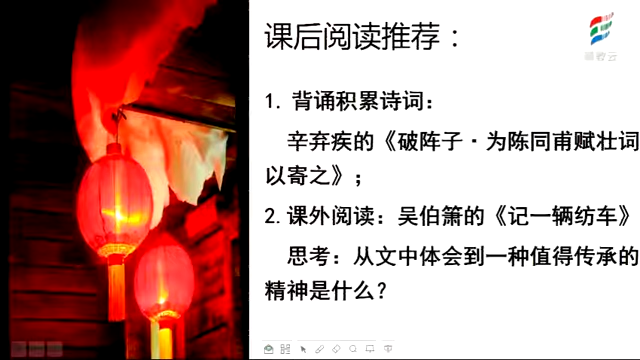 课后阅读推荐：
1. 背诵积累诗词：
辛弃疾的《破阵子·为陈同甫赋壮词
以寄之》；
2. 课外阅读：吴伯箫的《记一辆纺车》
思考：从文中体会到一种值得传承的
精神是什么？